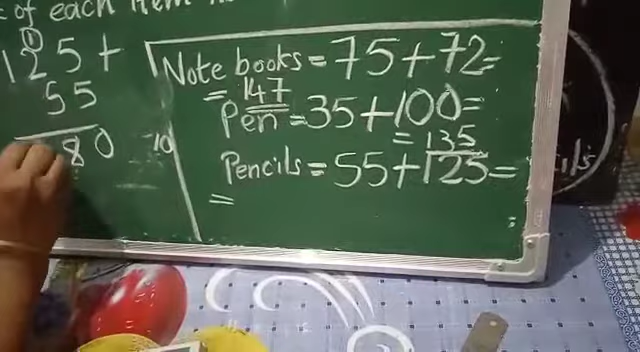 of each item
① 
125+
55
80
10
Note books = 75+72=
= 147
Pen = 35+100=
= 135
Pencils = 55+125=
=